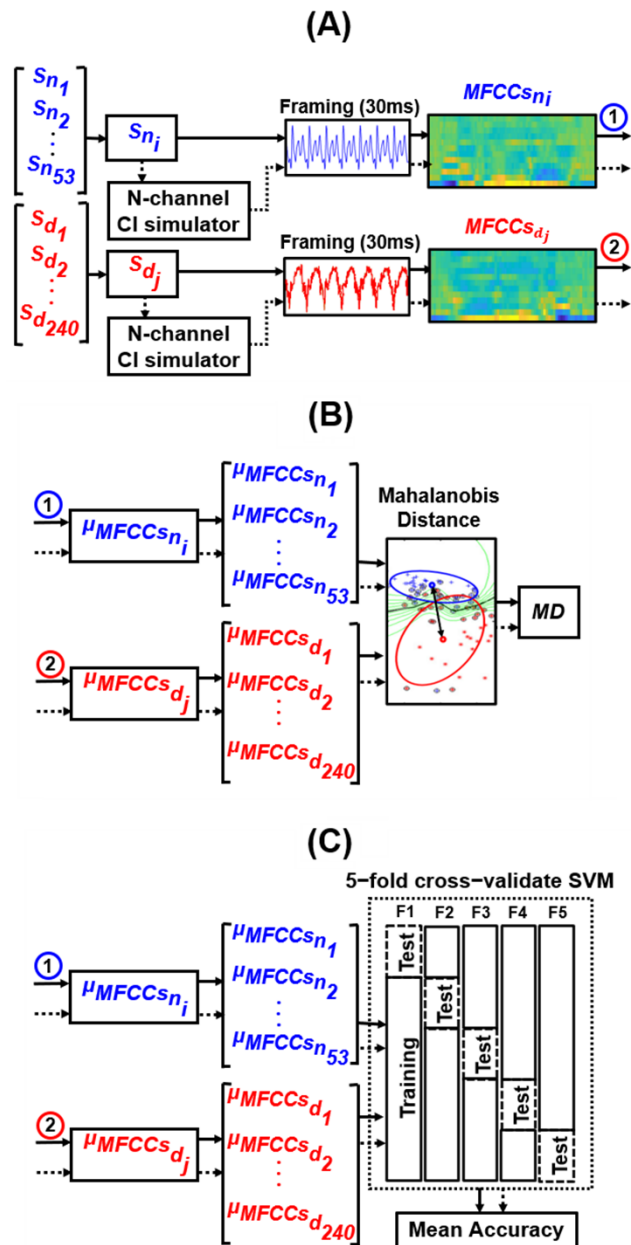 (A)
Sn1
Sn2
⋮
Sn53
Sni
N-channel
CI simulator
Framing (30ms)
MFCCsni
1
Sd1
Sd2
⋮
Sd240
Sdj
N-channel
CI simulator
Framing (30ms)
MFCCsdj
2
(B)
1
μMFCCsni
μMFCCsn1
μMFCCsn2
⋮
μMFCCsn53
2
μMFCCsdj
μMFCCsd1
μMFCCsd2
⋮
μMFCCsd240
Mahalanobis
Distance
MD
(C)
5-fold cross-validate SVM
F1 F2 F3 F4 F5
1
μMFCCsni
μMFCCsn1
μMFCCsn2
⋮
μMFCCsn53
2
μMFCCsdj
μMFCCsd1
μMFCCsd2
⋮
μMFCCsd240
Test
Training
Test
Test
Test
Test
Mean Accuracy